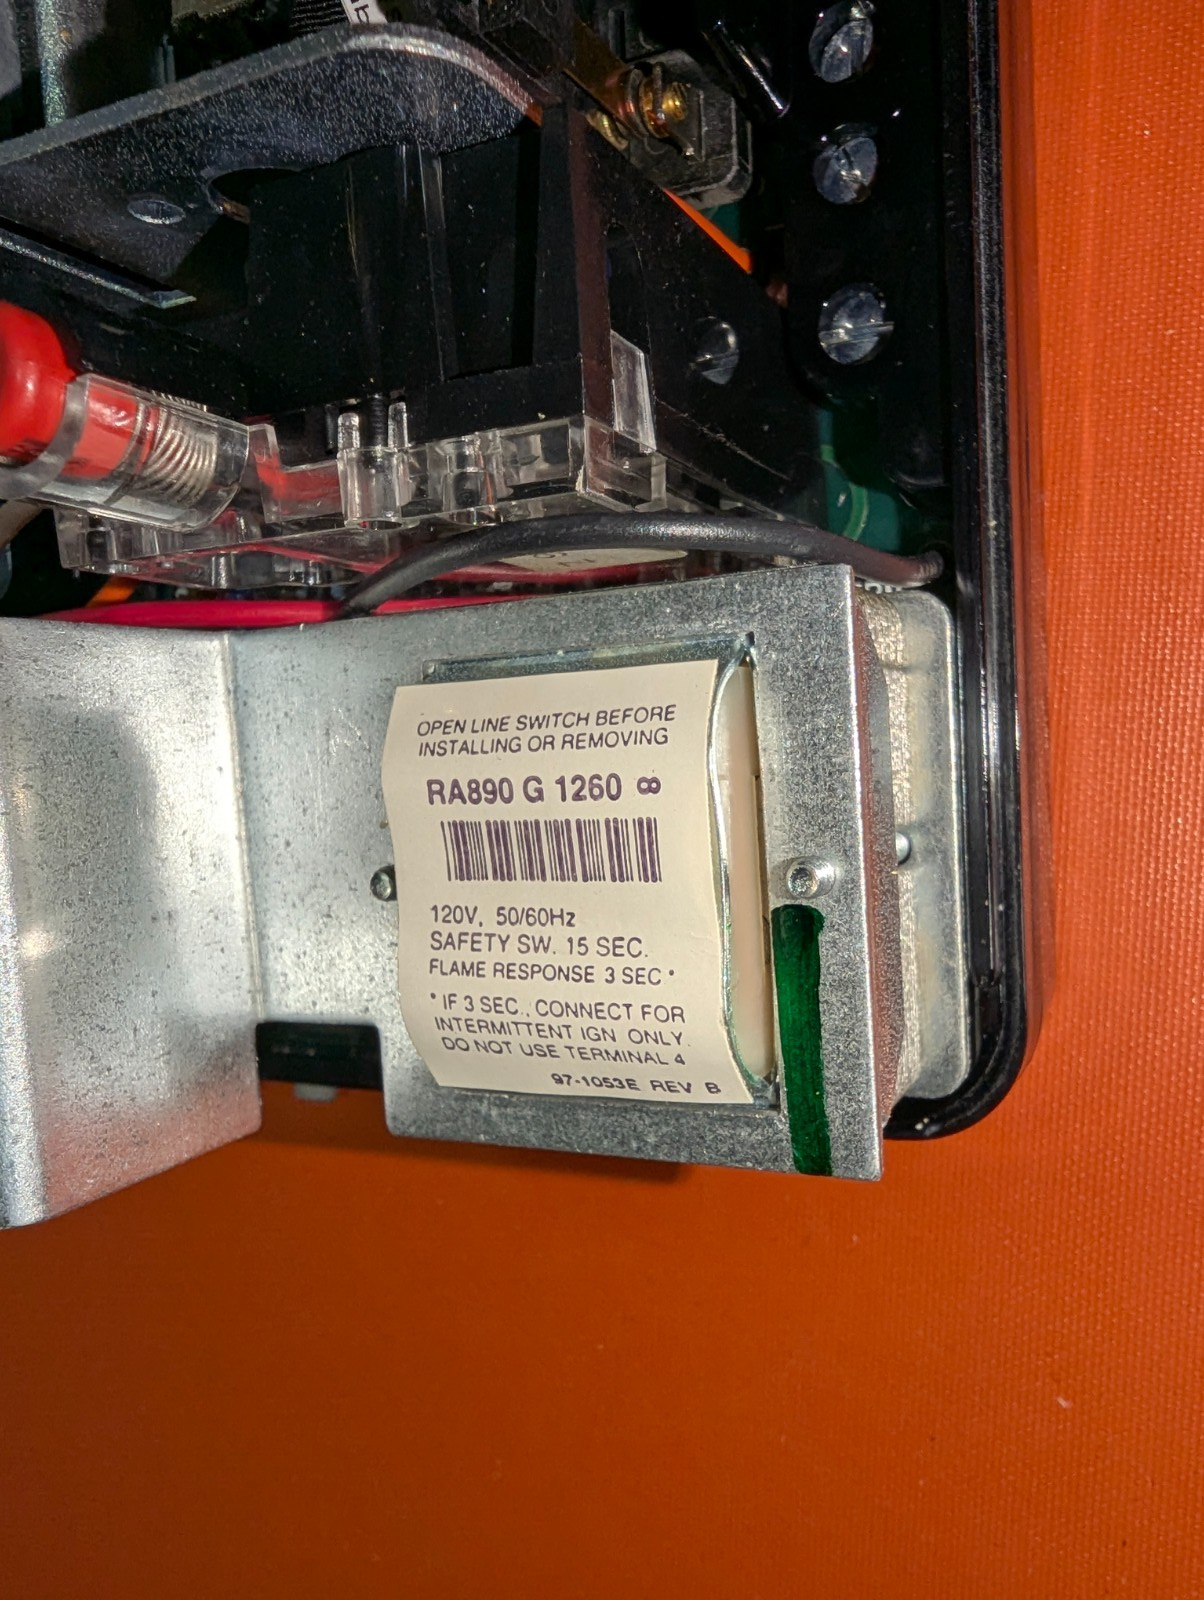 OPEN LINE SWITCH BEFORE
INSTALLING OR REMOVING
RA890 G 1260 ∞
120V, 50/60Hz
SAFETY SW. 15 SEC.
FLAME RESPONSE 3 SEC *
* IF 3 SEC., CONNECT FOR
INTERMITTENT IGN ONLY.
DO NOT USE TERMINAL 4
97-1053E REV B